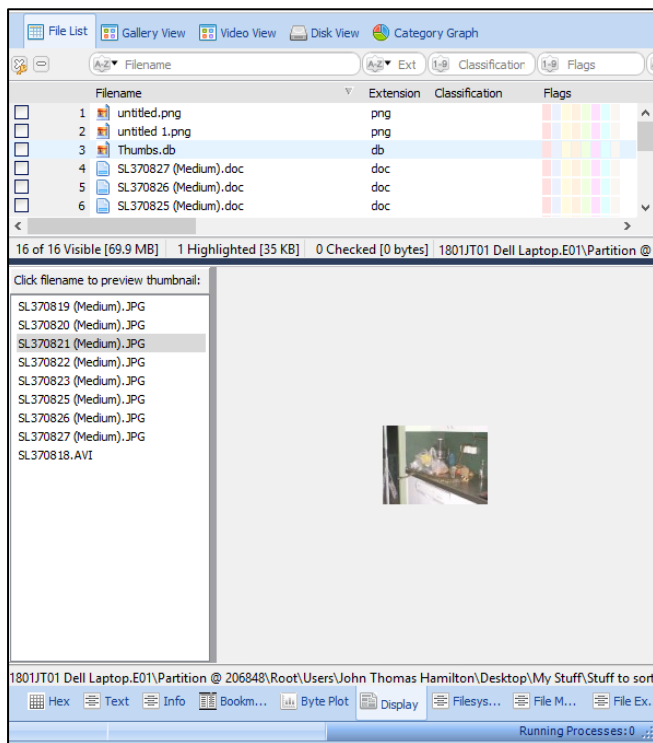 File List Gallery View Video View Disk View Category Graph
A-Z Filename A-Z Ext 1-9 Classification 1-9 Flags
Filename Extension Classification Flags
1 untitled.png png
2 untitled 1.png png
3 Thumbs.db db
4 SL370827 (Medium).doc doc
5 SL370826 (Medium).doc doc
6 SL370825 (Medium).doc doc
16 of 16 Visible [69.9 MB] 1 Highlighted [35 KB] 0 Checked [0 bytes] 1801JT01 Dell Laptop.E01\Partition @
Click filename to preview thumbnail:
SL370819 (Medium).JPG
SL370820 (Medium).JPG
SL370821 (Medium).JPG
SL370822 (Medium).JPG
SL370823 (Medium).JPG
SL370825 (Medium).JPG
SL370826 (Medium).JPG
SL370827 (Medium).JPG
SL370818.AVI
1801JT01 Dell Laptop.E01\Partition @ 206848\Root\Users\John Thomas Hamilton\Desktop\My Stuff\Stuff to sort
Hex Text Info Bookm... Byte Plot Display Filesys... File M... File Ex.
Running Processes:0